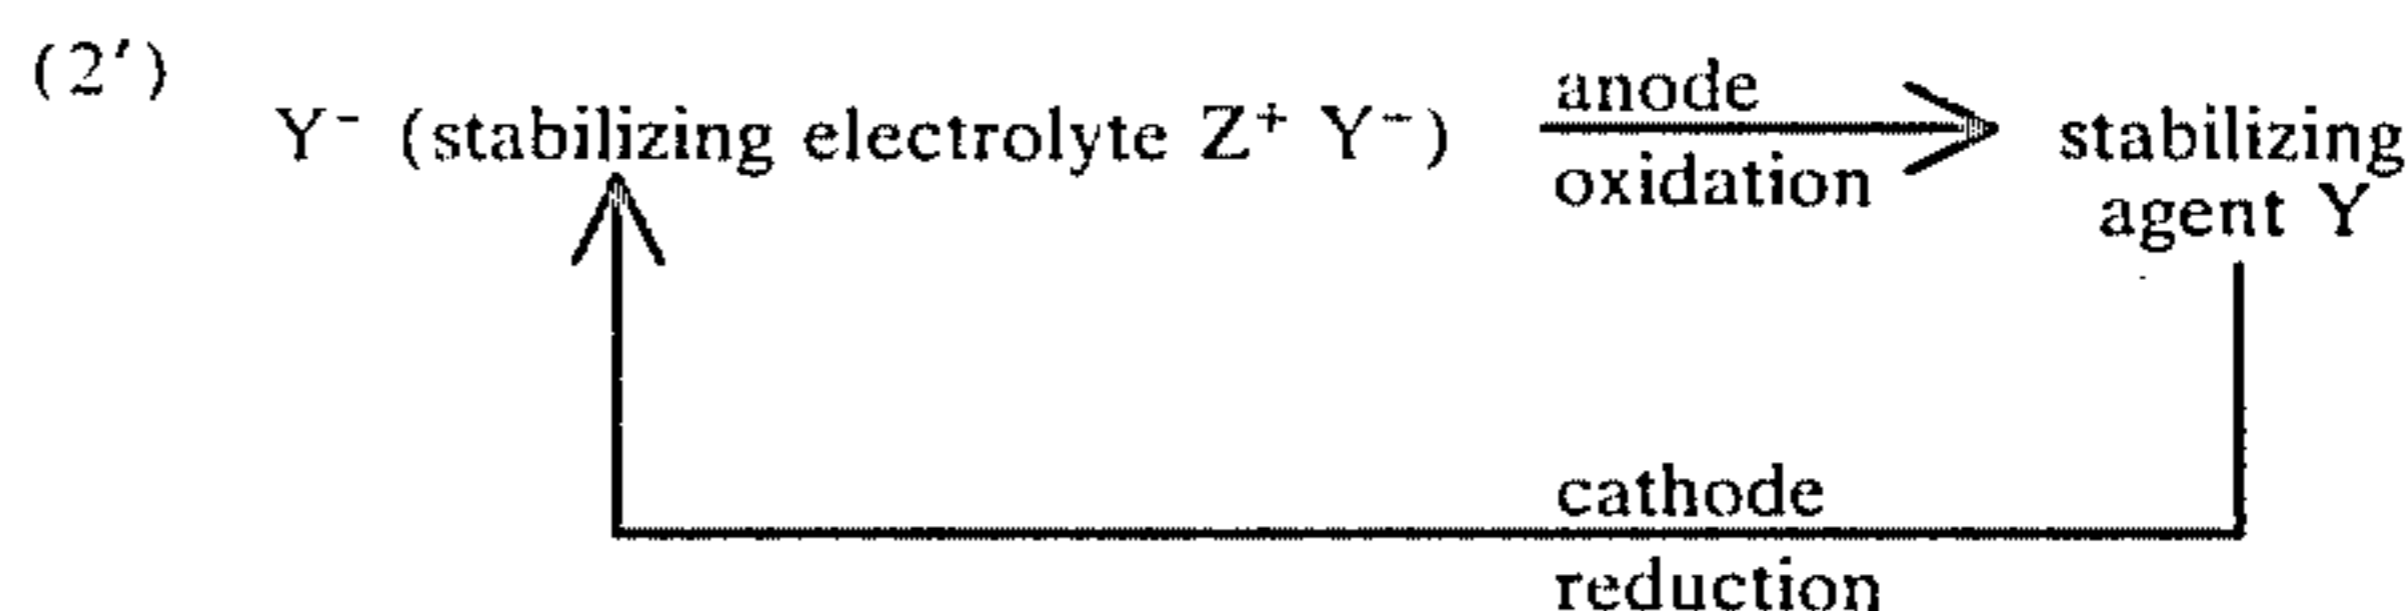 (2′)
Y⁻ (stabilizing electrolyte Z⁺ Y⁻)
anode
oxidation
stabilizing
agent Y
cathode
reduction